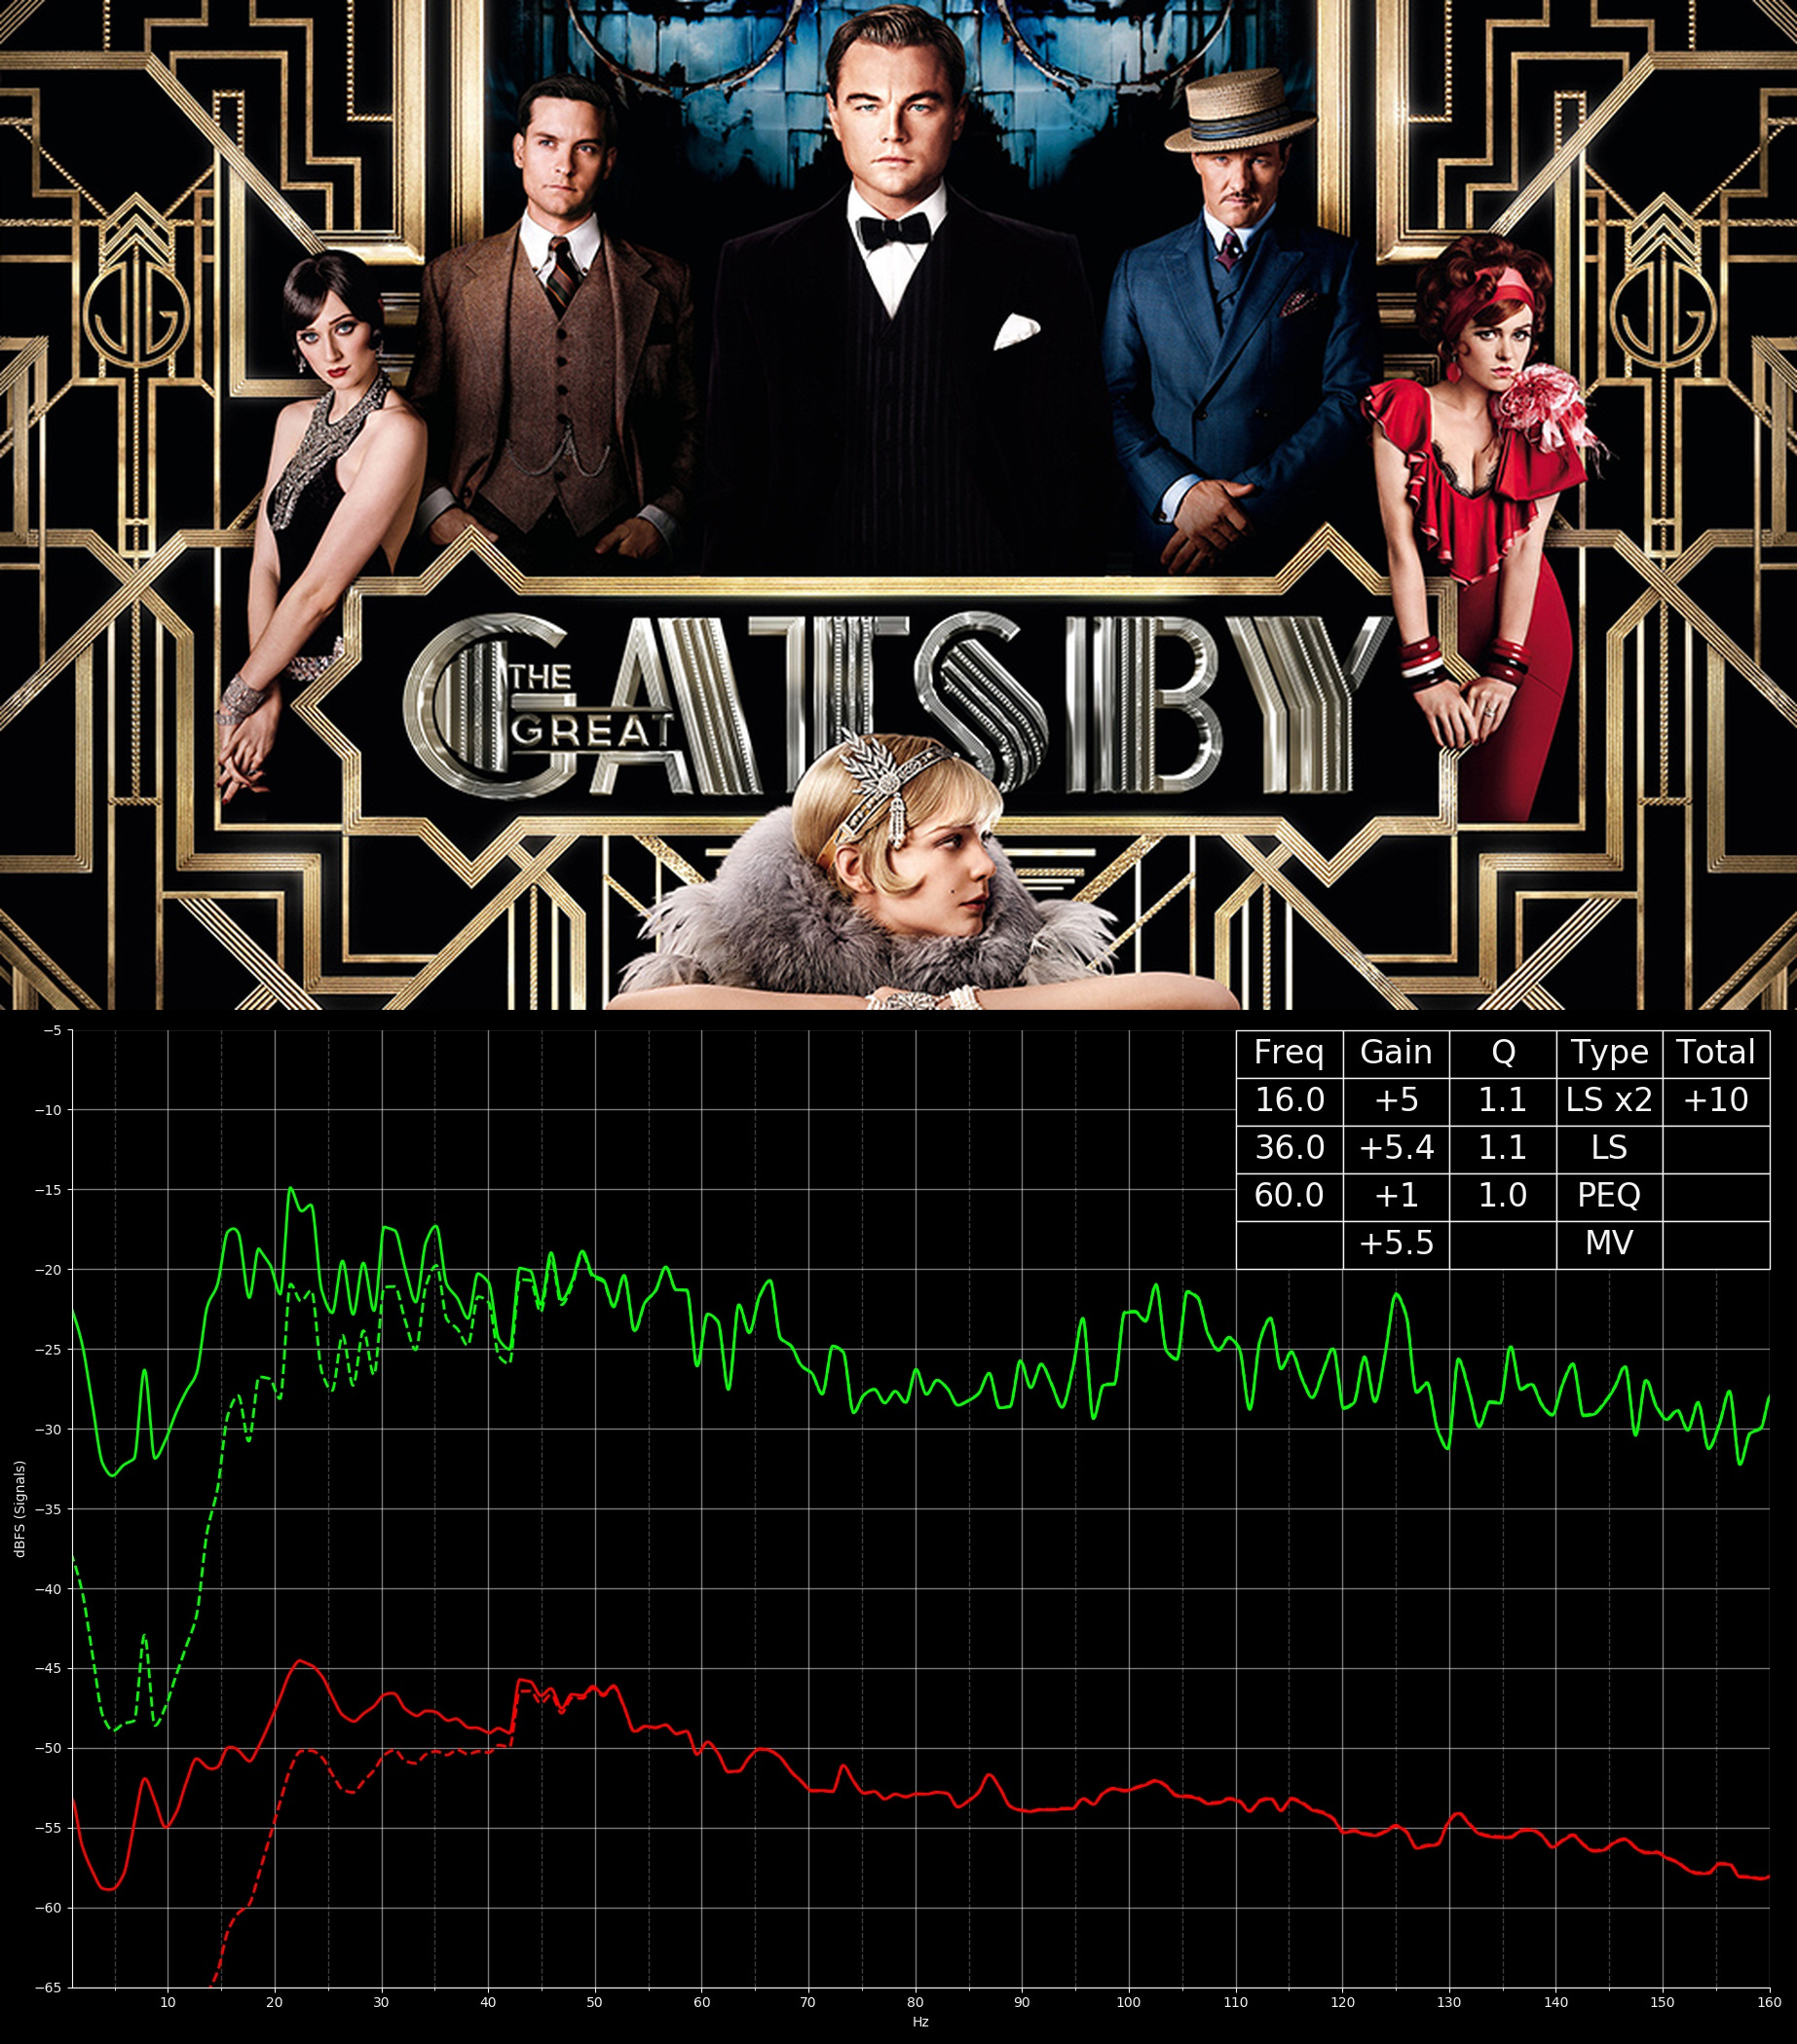 JG
JG
THE
GREAT
GATSBY
Freq Gain Q Type Total
16.0 +5 1.1 LS x2 +10
36.0 +5.4 1.1 LS
60.0 +1 1.0 PEQ
+5.5 MV
−5
−10
−15
−20
−25
−30
−35
−40
−45
−50
−55
−60
−65
dBFS (Signals)
10 20 30 40 50 60 70 80 90 100 110 120 130 140 150 160
Hz